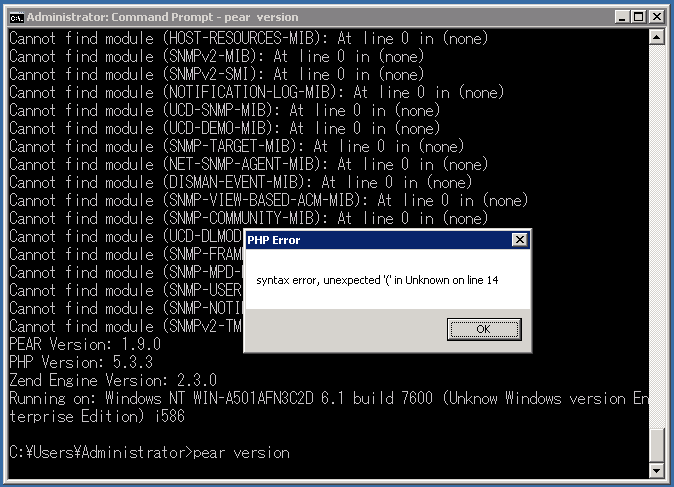 Administrator: Command Prompt - pear  version
Cannot find module (HOST-RESOURCES-MIB): At line 0 in (none)
Cannot find module (SNMPv2-MIB): At line 0 in (none)
Cannot find module (SNMPv2-SMI): At line 0 in (none)
Cannot find module (NOTIFICATION-LOG-MIB): At line 0 in (none)
Cannot find module (UCD-SNMP-MIB): At line 0 in (none)
Cannot find module (UCD-DEMO-MIB): At line 0 in (none)
Cannot find module (SNMP-TARGET-MIB): At line 0 in (none)
Cannot find module (NET-SNMP-AGENT-MIB): At line 0 in (none)
Cannot find module (DISMAN-EVENT-MIB): At line 0 in (none)
Cannot find module (SNMP-VIEW-BASED-ACM-MIB): At line 0 in (none)
Cannot find module (SNMP-COMMUNITY-MIB): At line 0 in (none)
Cannot find module (UCD-DLMOD
Cannot find module (SNMP-FRAM
Cannot find module (SNMP-MPD-
Cannot find module (SNMP-USER
Cannot find module (SNMP-NOTI
Cannot find module (SNMPv2-TM
PEAR Version: 1.9.0
PHP Version: 5.3.3
Zend Engine Version: 2.3.0
Running on: Windows NT WIN-A501AFN3C2D 6.1 build 7600 (Unknow Windows version En
terprise Edition) i586
C:¥Users¥Administrator>pear version
PHP Error
syntax error, unexpected '(' in Unknown on line 14
OK